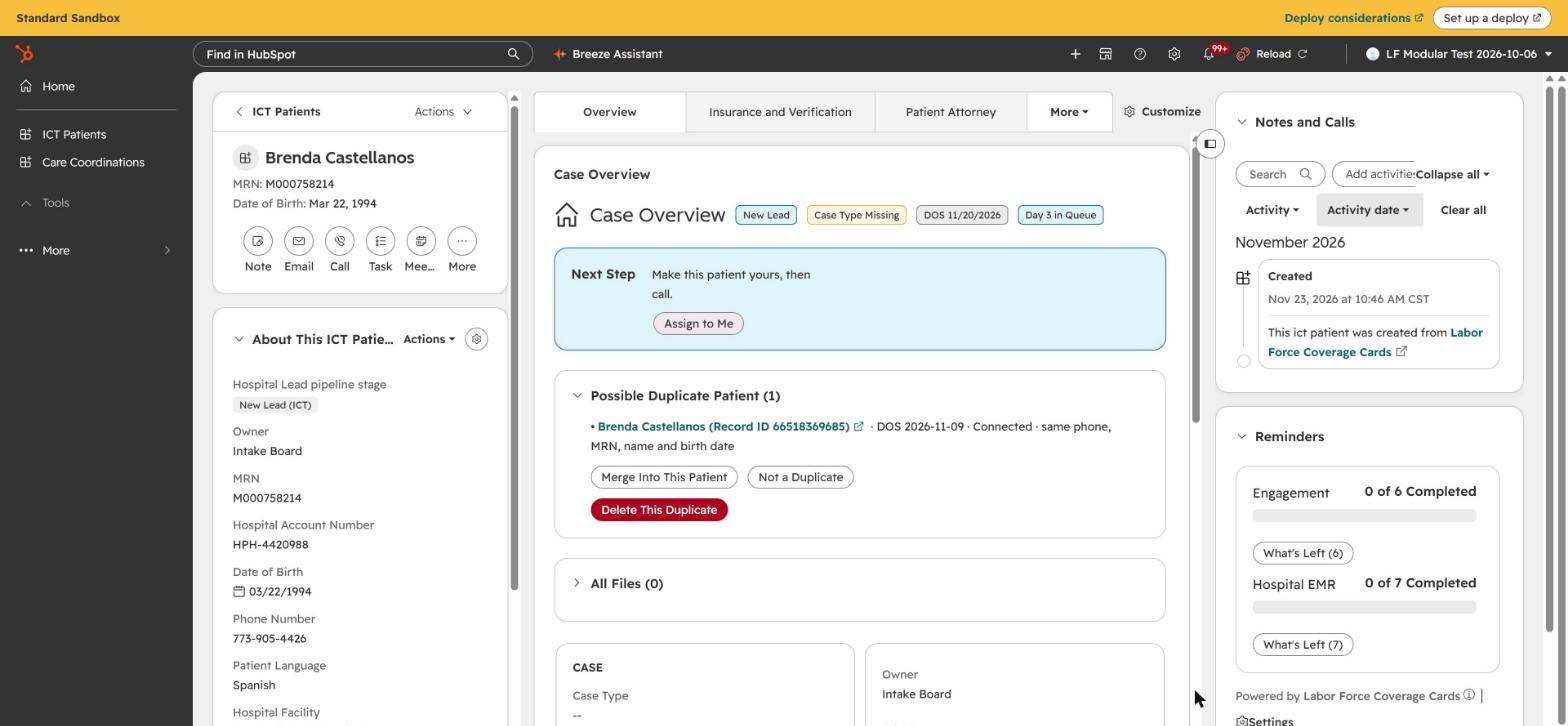 Standard Sandbox
Deploy considerations
Set up a deploy
Find in HubSpot
Breeze Assistant
99+
Reload
LF Modular Test 2026-10-06
Home
ICT Patients
Care Coordinations
Tools
More
ICT Patients
Actions
Brenda Castellanos
MRN: M000758214
Date of Birth: Mar 22, 1994
Note
Email
Call
Task
Mee...
More
About This ICT Patie...
Actions
Hospital Lead pipeline stage
New Lead (ICT)
Owner
Intake Board
MRN
M000758214
Hospital Account Number
HPH-4420988
Date of Birth
03/22/1994
Phone Number
773-905-4426
Patient Language
Spanish
Hospital Facility
Overview
Insurance and Verification
Patient Attorney
More
Customize
Case Overview
Case Overview
New Lead
Case Type Missing
DOS 11/20/2026
Day 3 in Queue
Next Step
Make this patient yours, then
call.
Assign to Me
Possible Duplicate Patient (1)
• Brenda Castellanos (Record ID 66518369685) · DOS 2026-11-09 · Connected · same phone,
MRN, name and birth date
Merge Into This Patient
Not a Duplicate
Delete This Duplicate
All Files (0)
CASE
Case Type
--
Owner
Intake Board
Notes and Calls
Search
Add activities
Collapse all
Activity
Activity date
Clear all
November 2026
Created
Nov 23, 2026 at 10:46 AM CST
This ict patient was created from Labor
Force Coverage Cards
Reminders
Engagement
0 of 6 Completed
What's Left (6)
Hospital EMR
0 of 7 Completed
What's Left (7)
Powered by Labor Force Coverage Cards |
Settings